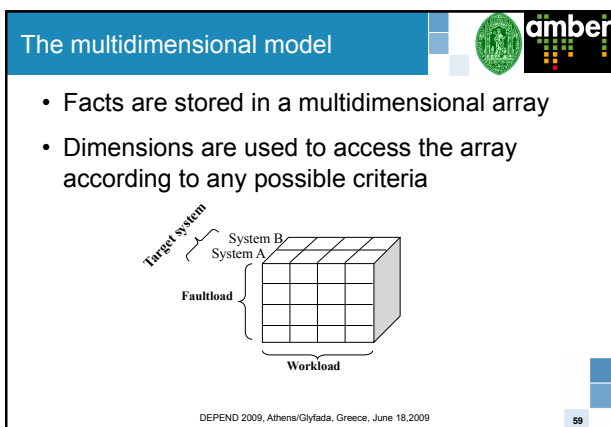 The multidimensional model
amber
• Facts are stored in a multidimensional array
• Dimensions are used to access the array
according to any possible criteria
Target system
System B
System A
Faultload
Workload
DEPEND 2009, Athens/Glyfada, Greece, June 18,2009
59